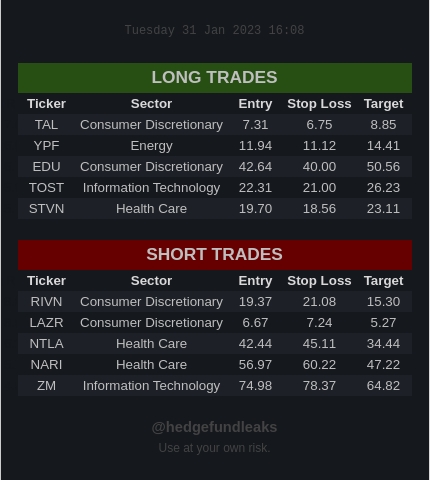 Tuesday 31 Jan 2023 16:08
LONG TRADES
Ticker Sector Entry Stop Loss Target
TAL Consumer Discretionary 7.31 6.75 8.85
YPF Energy 11.94 11.12 14.41
EDU Consumer Discretionary 42.64 40.00 50.56
TOST Information Technology 22.31 21.00 26.23
STVN Health Care 19.70 18.56 23.11
SHORT TRADES
Ticker Sector Entry Stop Loss Target
RIVN Consumer Discretionary 19.37 21.08 15.30
LAZR Consumer Discretionary 6.67 7.24 5.27
NTLA Health Care 42.44 45.11 34.44
NARI Health Care 56.97 60.22 47.22
ZM Information Technology 74.98 78.37 64.82
@hedgefundleaks
Use at your own risk.